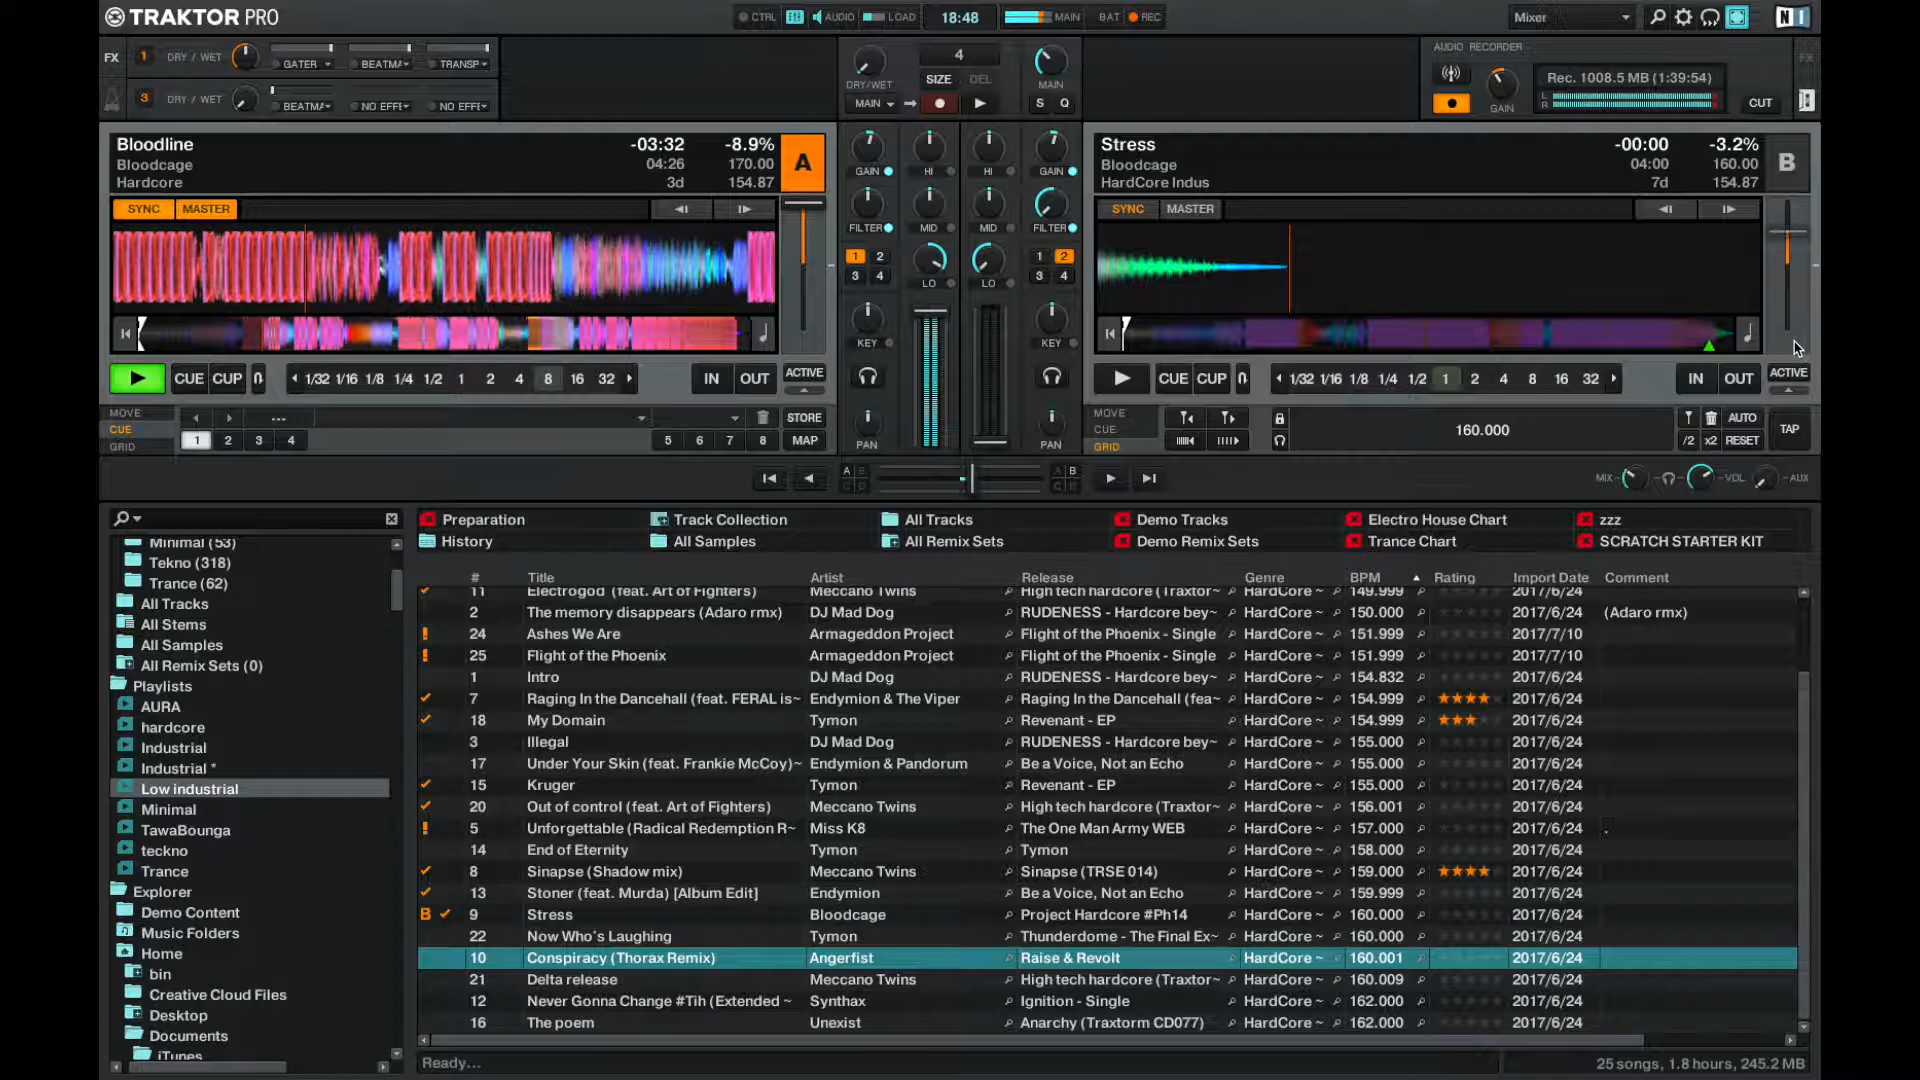 TRAKTOR PRO
CTRL AUDIO LOAD 18:48 MAIN BAT REC
Mixer
FX 1 DRY / WET GATER BEATMA TRANSP
3 DRY / WET BEATMA NO EFFE NO EFFE
4
DRY/WET SIZE DEL MAIN
MAIN S Q
AUDIO RECORDER
Rec. 1008.5 MB (1:39:54)
L
R
GAIN CUT
FX
Bloodline -03:32 -8.9% A
Bloodcage 04:26 170.00
Hardcore 3d 154.87
SYNC MASTER
CUE CUP 1/32 1/16 1/8 1/4 1/2 1 2 4 8 16 32 IN OUT ACTIVE
MOVE
CUE
GRID
--- STORE
1 2 3 4 5 6 7 8 MAP
GAIN HI HI GAIN
FILTER MID MID FILTER
1 2 1 2
3 4 LO LO 3 4
KEY KEY
PAN PAN
Stress -00:00 -3.2% B
Bloodcage 04:00 160.00
HardCore Indus 7d 154.87
SYNC MASTER
CUE CUP 1/32 1/16 1/8 1/4 1/2 1 2 4 8 16 32 IN OUT ACTIVE
MOVE
CUE
GRID
160.000 AUTO TAP
/2 x2 RESET
A B
C D
A B
C D
MIX VOL AUX
Minimal (53)
Tekno (318)
Trance (62)
All Tracks
All Stems
All Samples
All Remix Sets (0)
Playlists
AURA
hardcore
Industrial
Industrial *
Low industrial
Minimal
TawaBounga
teckno
Trance
Explorer
Demo Content
Music Folders
Home
bin
Creative Cloud Files
Desktop
Documents
iTunes
Preparation Track Collection All Tracks Demo Tracks Electro House Chart zzz
History All Samples All Remix Sets Demo Remix Sets Trance Chart SCRATCH STARTER KIT
# Title Artist Release Genre BPM Rating Import Date Comment
11 Electrogod (feat. Art of Fighters) Meccano Twins High tech hardcore (Traxtor~ HardCore ~ 149.999 2017/6/24
2 The memory disappears (Adaro rmx) DJ Mad Dog RUDENESS - Hardcore bey~ HardCore ~ 150.000 2017/6/24 (Adaro rmx)
24 Ashes We Are Armageddon Project Flight of the Phoenix - Single HardCore ~ 151.999 2017/7/10
25 Flight of the Phoenix Armageddon Project Flight of the Phoenix - Single HardCore ~ 151.999 2017/7/10
1 Intro DJ Mad Dog RUDENESS - Hardcore bey~ HardCore ~ 154.832 2017/6/24
7 Raging In the Dancehall (feat. FERAL is~ Endymion & The Viper Raging In the Dancehall (fea~ HardCore ~ 154.999 ★★★★ 2017/6/24
18 My Domain Tymon Revenant - EP HardCore ~ 154.999 ★★★ 2017/6/24
3 Illegal DJ Mad Dog RUDENESS - Hardcore bey~ HardCore ~ 155.000 2017/6/24
17 Under Your Skin (feat. Frankie McCoy)~ Endymion & Pandorum Be a Voice, Not an Echo HardCore ~ 155.000 2017/6/24
15 Kruger Tymon Revenant - EP HardCore ~ 155.000 2017/6/24
20 Out of control (feat. Art of Fighters) Meccano Twins High tech hardcore (Traxtor~ HardCore ~ 156.001 2017/6/24
5 Unforgettable (Radical Redemption R~ Miss K8 The One Man Army WEB HardCore ~ 157.000 2017/6/24 .
14 End of Eternity Tymon Tymon HardCore ~ 158.000 2017/6/24
8 Sinapse (Shadow mix) Meccano Twins Sinapse (TRSE 014) HardCore ~ 159.000 ★★★★ 2017/6/24
13 Stoner (feat. Murda) [Album Edit] Endymion Be a Voice, Not an Echo HardCore ~ 159.999 2017/6/24
B 9 Stress Bloodcage Project Hardcore #Ph14 HardCore ~ 160.000 2017/6/24
22 Now Who's Laughing Tymon Thunderdome - The Final Ex~ HardCore ~ 160.000 2017/6/24
10 Conspiracy (Thorax Remix) Angerfist Raise & Revolt HardCore ~ 160.001 2017/6/24
21 Delta release Meccano Twins High tech hardcore (Traxtor~ HardCore ~ 160.009 2017/6/24
12 Never Gonna Change #Tih (Extended ~ Synthax Ignition - Single HardCore ~ 162.000 2017/6/24
16 The poem Unexist Anarchy (Traxtorm CD077) HardCore ~ 162.000 2017/6/24
Ready... 25 songs, 1.8 hours, 245.2 MB